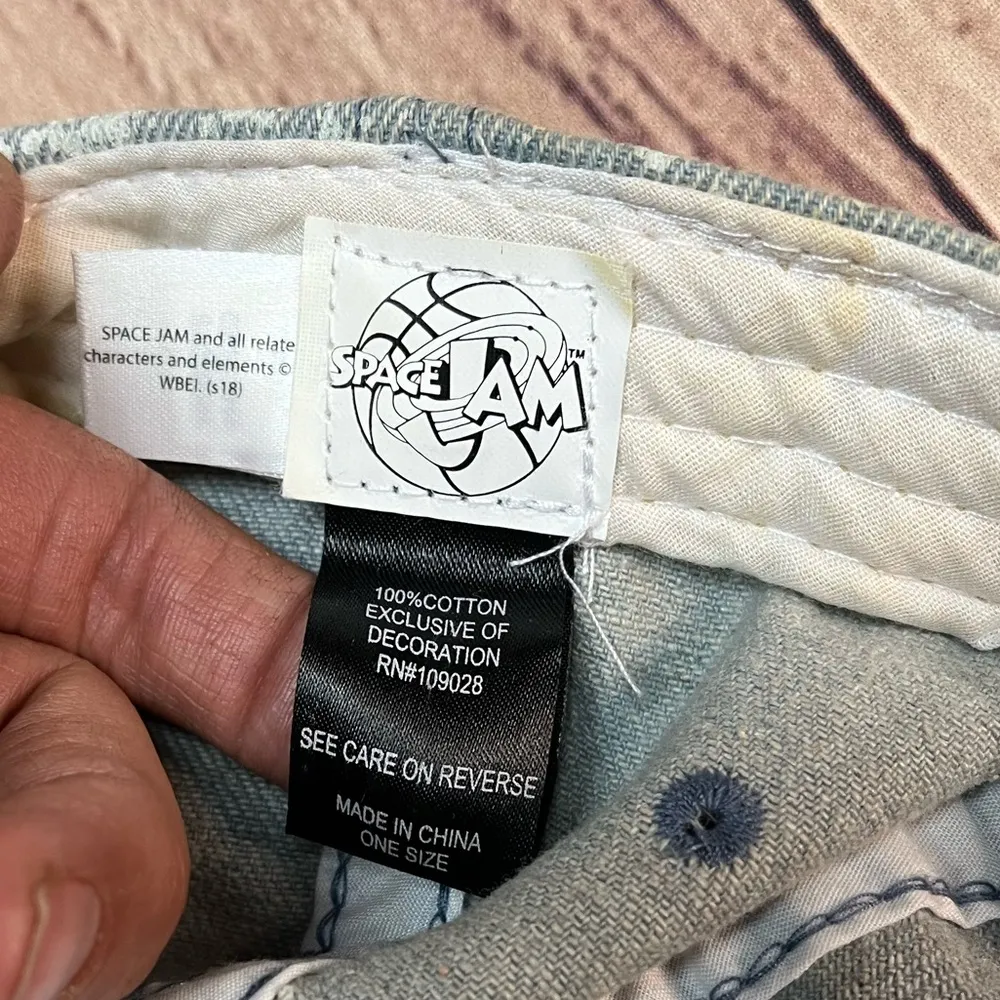 SPACE JAM and all relate
characters and elements ©
WBEI. (s18)
SPACE JAM™
100%COTTON
EXCLUSIVE OF
DECORATION
RN#109028
SEE CARE ON REVERSE
MADE IN CHINA
ONE SIZE